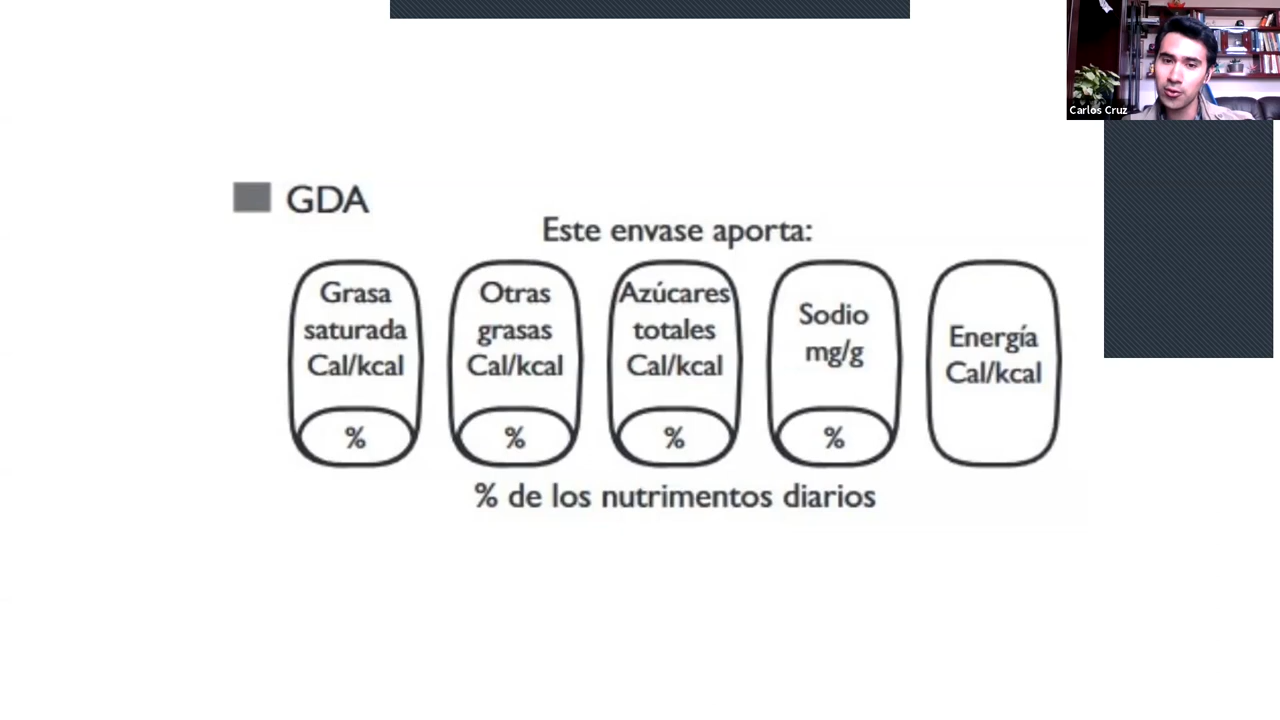 Carlos Cruz
GDA
Este envase aporta:
Grasa
saturada
Cal/kcal
%
Otras
grasas
Cal/kcal
%
Azúcares
totales
Cal/kcal
%
Sodio
mg/g
%
Energía
Cal/kcal
% de los nutrimentos diarios